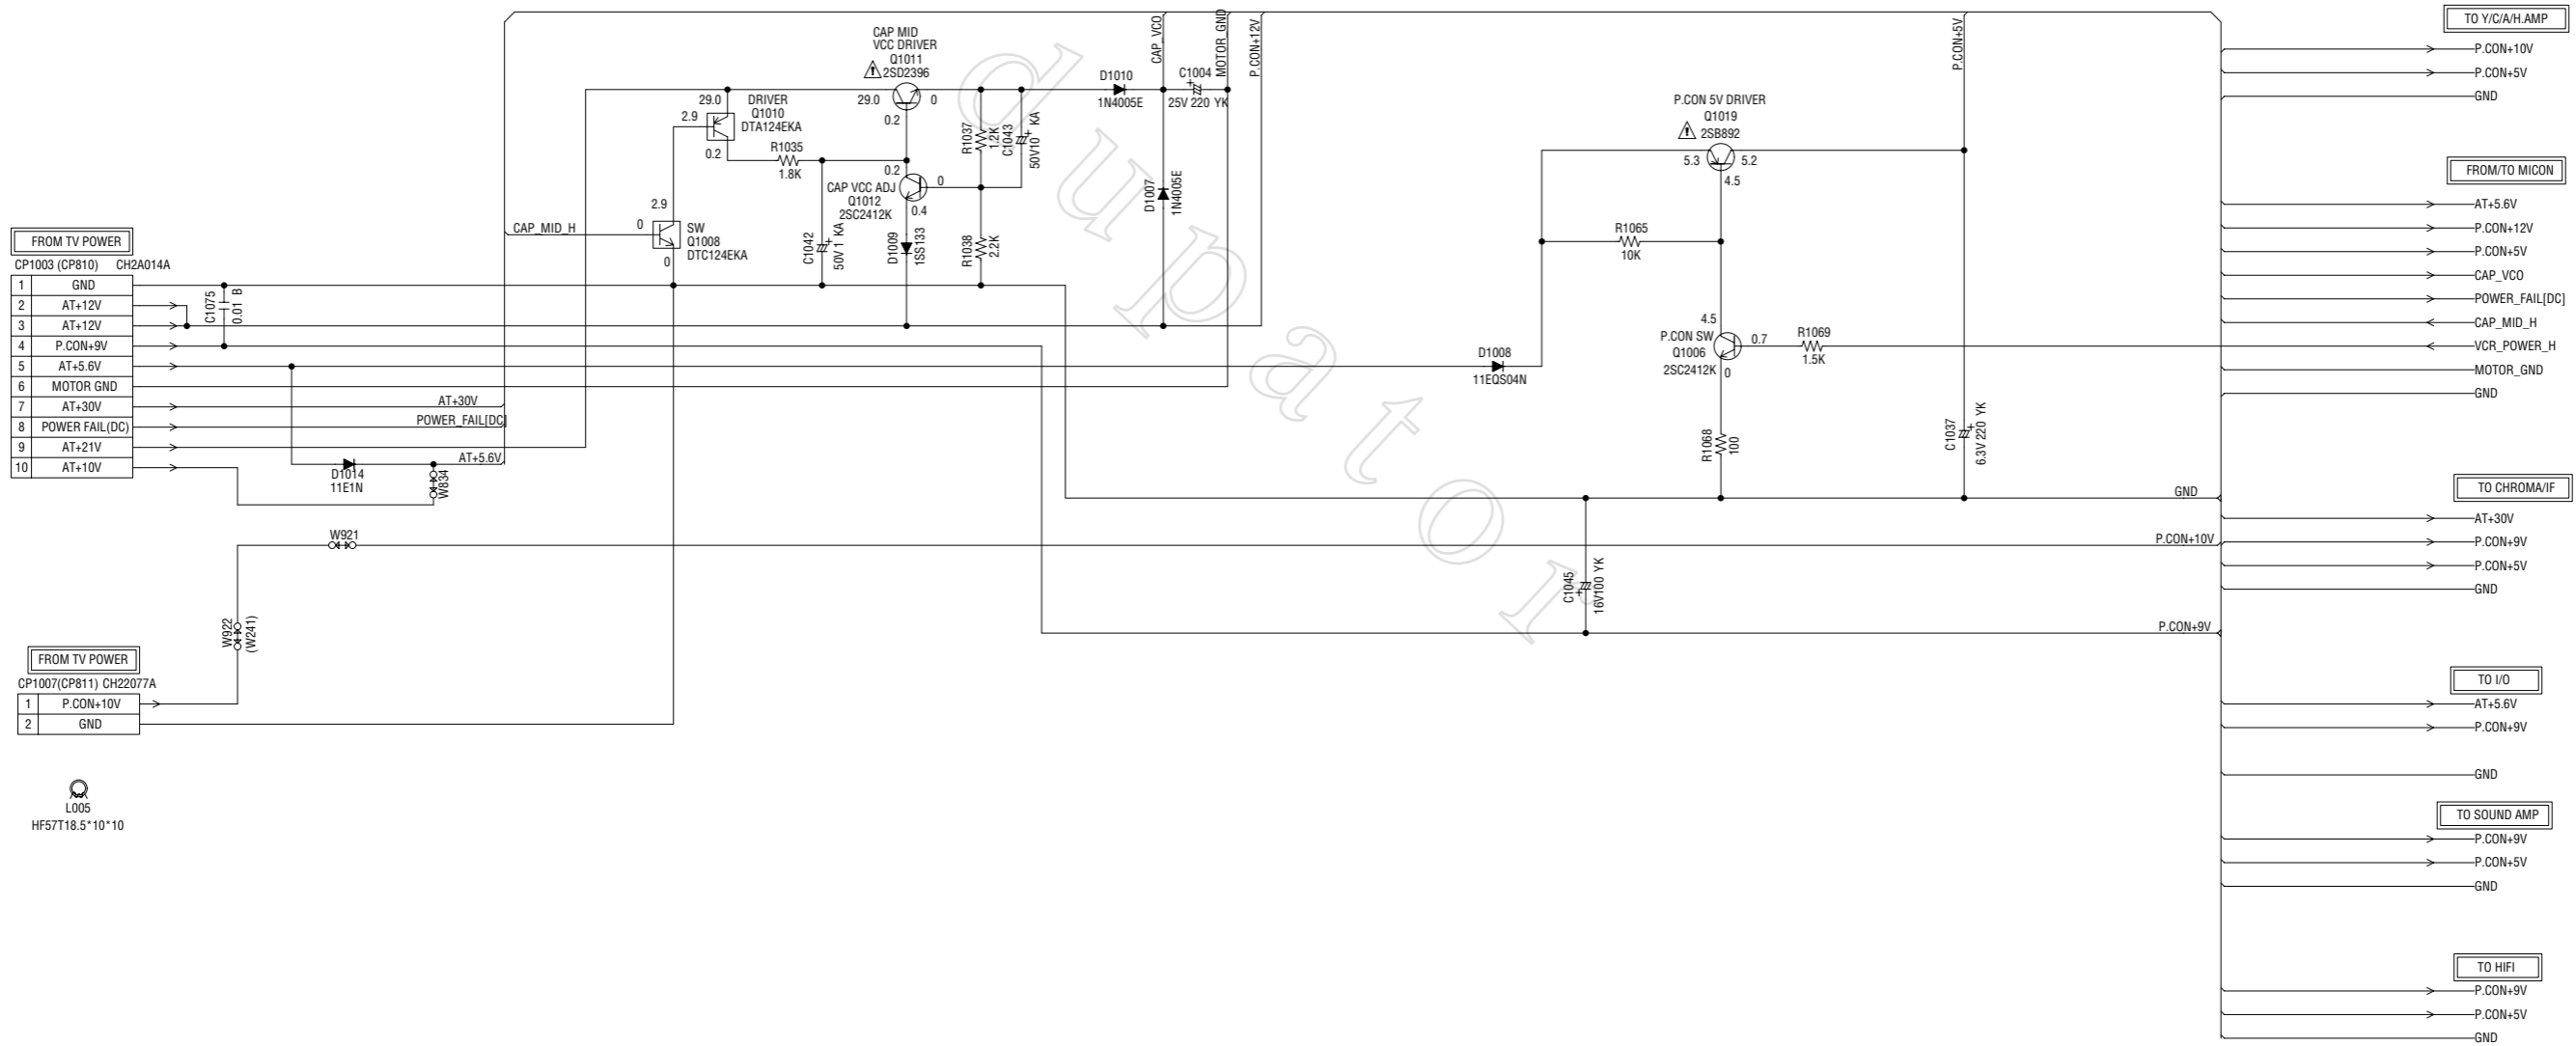 CAP MID
VCC DRIVER
Q1011
2SD2396
29.0
0
0.2
29.0
DRIVER
Q1010
DTA124EKA
2.9
0.2
R1035
1.8K
0.2
CAP VCC ADJ
Q1012
2SC2412K
0
0.4
R1037
1.2K
C1043
50V10 KA
D1010
1N4005E
CAP_VCO
C1004
25V 220 YK
MOTOR_GND
P.CON+12V
D1007
1N4005E
2.9
CAP_MID_H
0
SW
Q1008
DTC124EKA
0
C1042
50V 1 KA
D1009
1SS133
R1038
2.2K
P.CON 5V DRIVER
Q1019
2SB892
5.3
5.2
4.5
P.CON+5V
R1065
10K
4.5
P.CON SW
Q1006
2SC2412K
0.7
0
R1069
1.5K
D1008
11EQS04N
R1068
100
C1037
6.3V 220 YK
FROM TV POWER
CP1003 (CP810) CH2A014A
1 GND
2 AT+12V
3 AT+12V
4 P.CON+9V
5 AT+5.6V
6 MOTOR GND
7 AT+30V
8 POWER FAIL(DC)
9 AT+21V
10 AT+10V
C1075
0.01 B
AT+30V
POWER_FAIL[DC]
AT+5.6V
D1014
11E1N
W834
GND
W921
P.CON+10V
C1045
16V100 YK
P.CON+9V
W922
(W241)
FROM TV POWER
CP1007(CP811) CH22077A
1 P.CON+10V
2 GND
L005
HF57T18.5*10*10
TO Y/C/A/H.AMP
P.CON+10V
P.CON+5V
GND
FROM/TO MICON
AT+5.6V
P.CON+12V
P.CON+5V
CAP_VCO
POWER_FAIL[DC]
CAP_MID_H
VCR_POWER_H
MOTOR_GND
GND
TO CHROMA/IF
AT+30V
P.CON+9V
P.CON+5V
GND
TO I/O
AT+5.6V
P.CON+9V
GND
TO SOUND AMP
P.CON+9V
P.CON+5V
GND
TO HIFI
P.CON+9V
P.CON+5V
GND
dupator